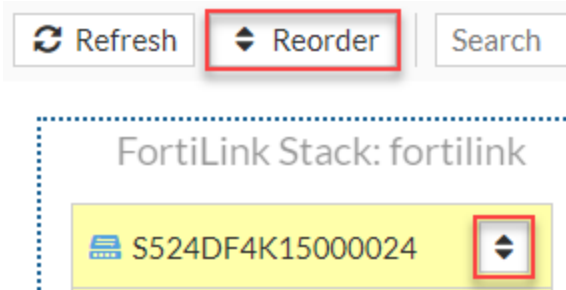 Refresh Reorder Search
FortiLink Stack: fortilink
S524DF4K15000024